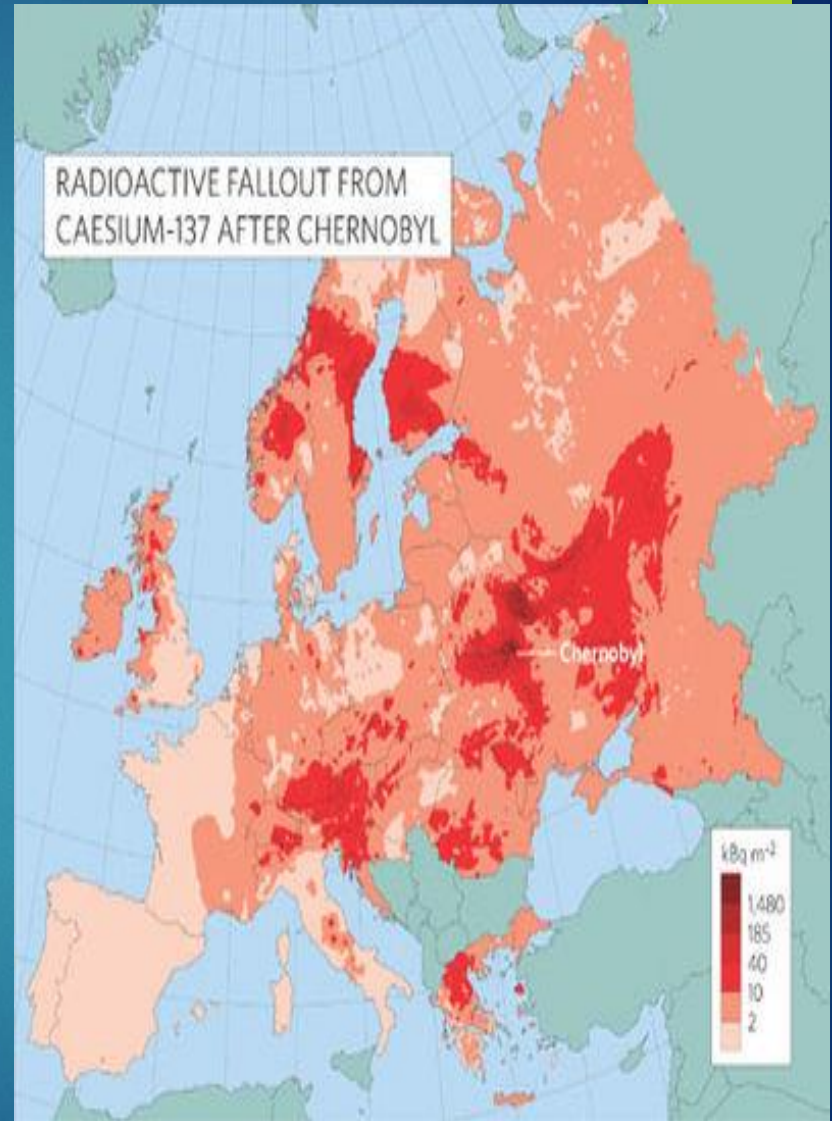 RADIOACTIVE FALLOUT FROM
CAESIUM-137 AFTER CHERNOBYL
Chernobyl
kBq m⁻²
1,480
185
40
10
2